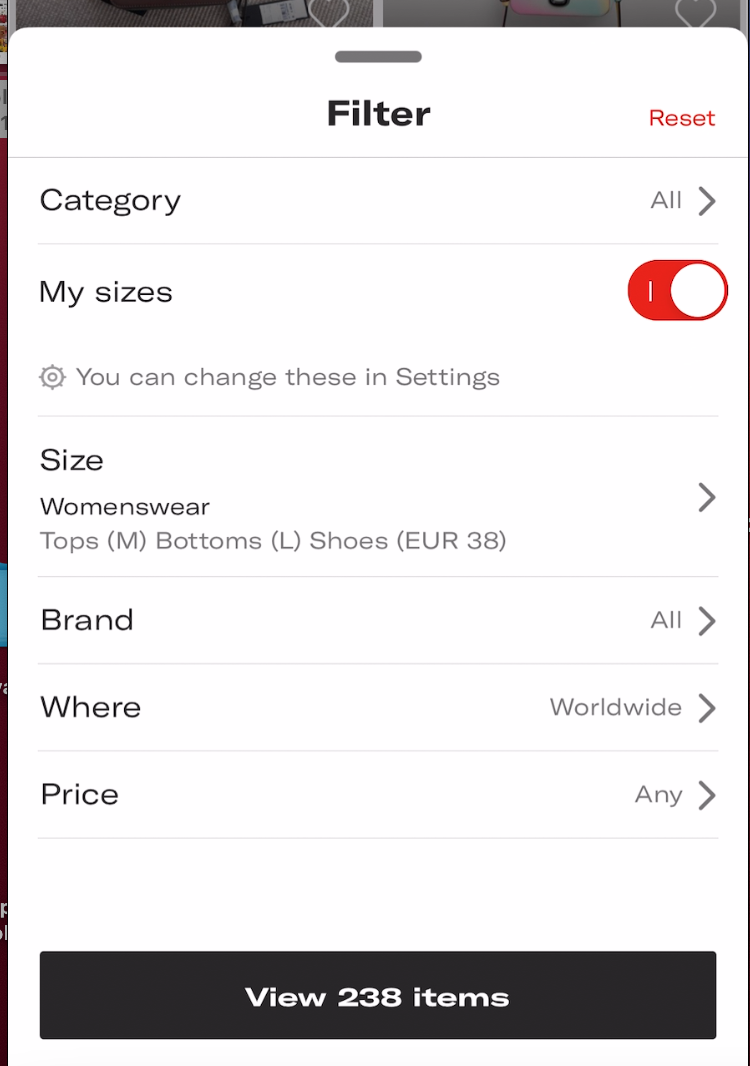 Filter
Reset
Category
All
My sizes
You can change these in Settings
Size
Womenswear
Tops (M) Bottoms (L) Shoes (EUR 38)
Brand
All
Where
Worldwide
Price
Any
View 238 items